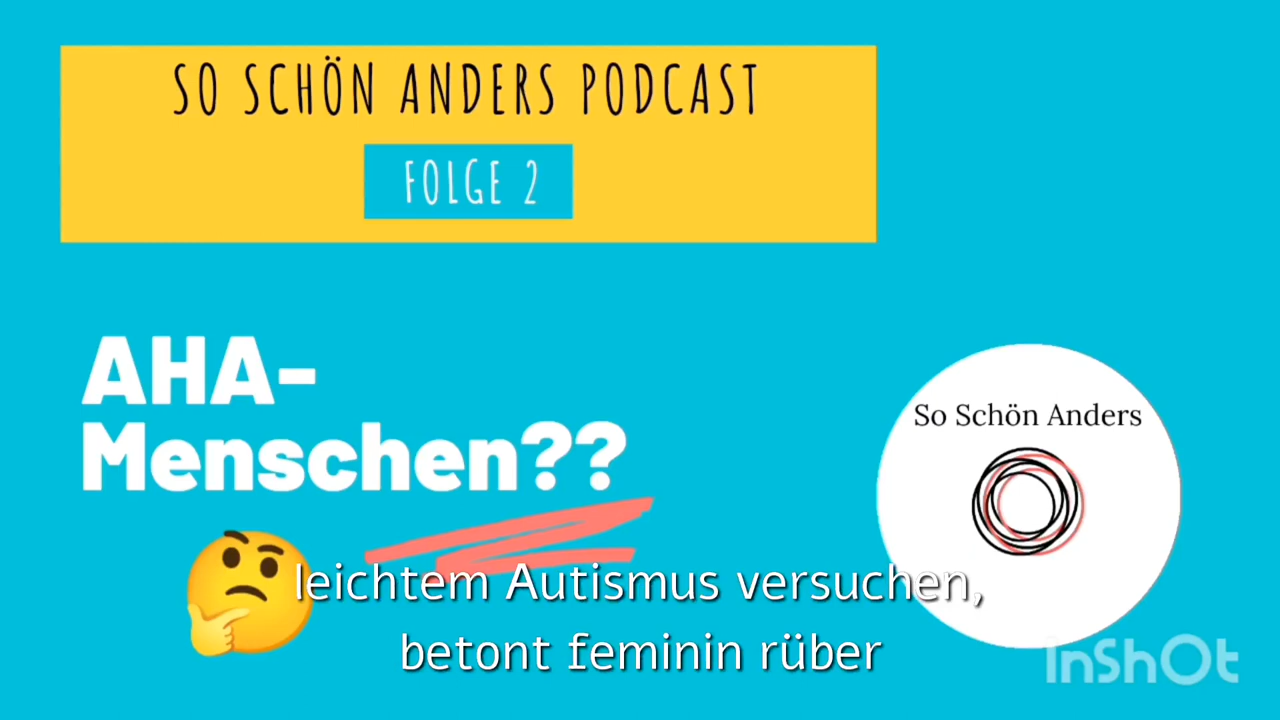 SO SCHÖN ANDERS PODCAST
FOLGE 2
AHA-
Menschen??
So Schön Anders
leichtem Autismus versuchen,
betont feminin rüber
InShOt